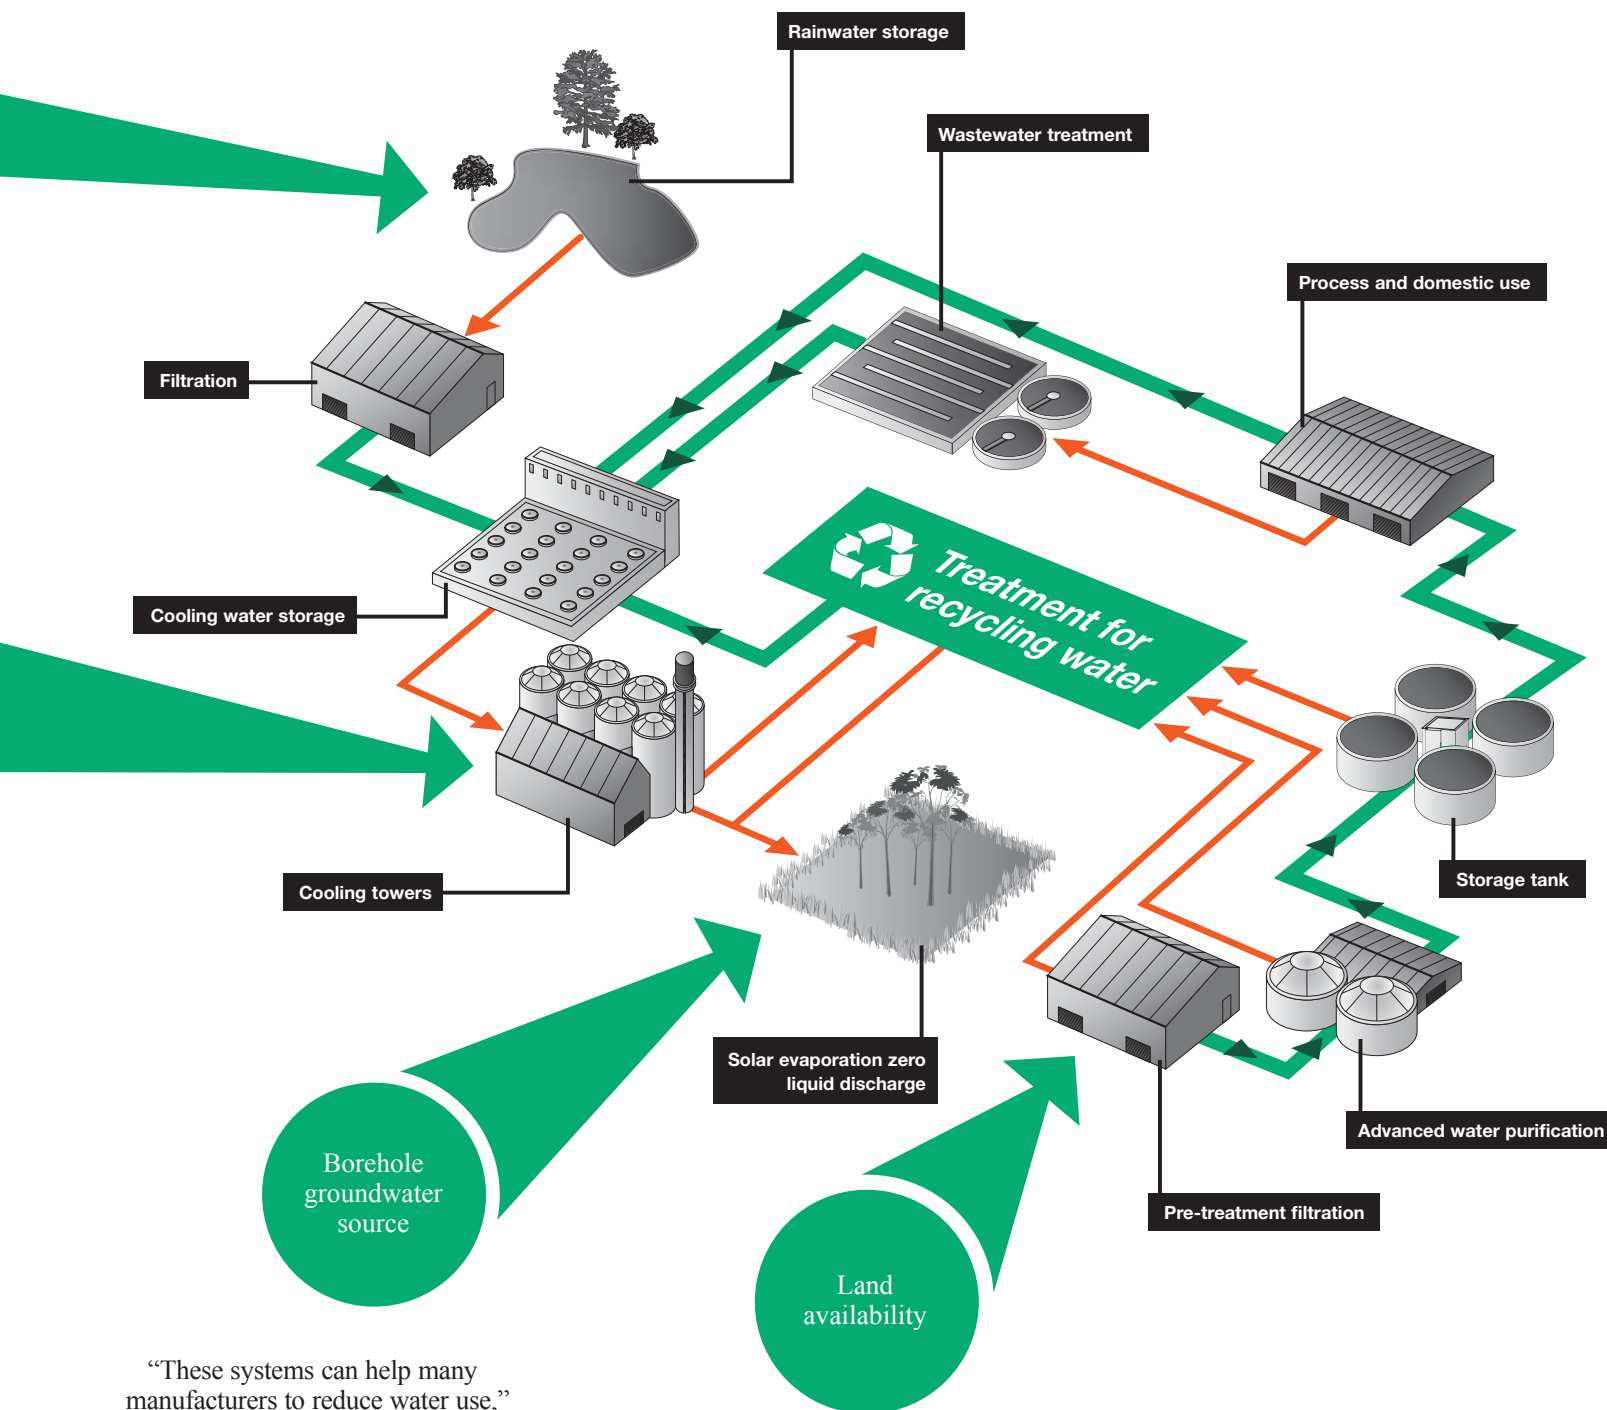 Rainwater storage
Wastewater treatment
Process and domestic use
Filtration
Treatment for
recycling water
Cooling water storage
Storage tank
Cooling towers
Solar evaporation zero
liquid discharge
Advanced water purification
Pre-treatment filtration
Borehole
groundwater
source
Land
availability
“These systems can help many
manufacturers to reduce water use,”